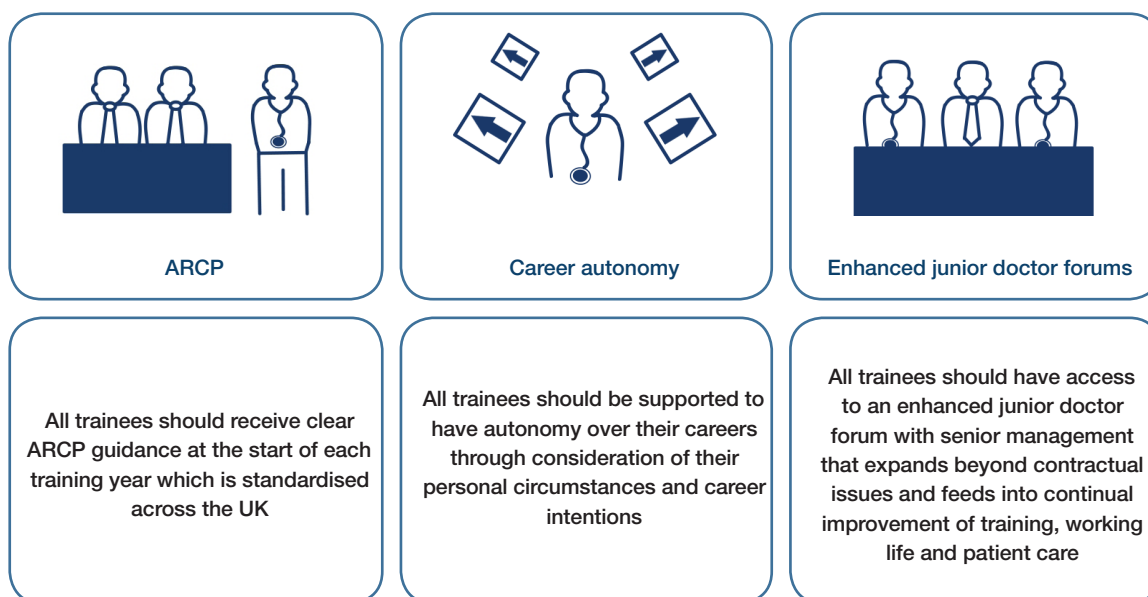 ARCP
Career autonomy
Enhanced junior doctor forums
All trainees should receive clear
ARCP guidance at the start of each
training year which is standardised
across the UK
All trainees should be supported to
have autonomy over their careers
through consideration of their
personal circumstances and career
intentions
All trainees should have access
to an enhanced junior doctor
forum with senior management
that expands beyond contractual
issues and feeds into continual
improvement of training, working
life and patient care